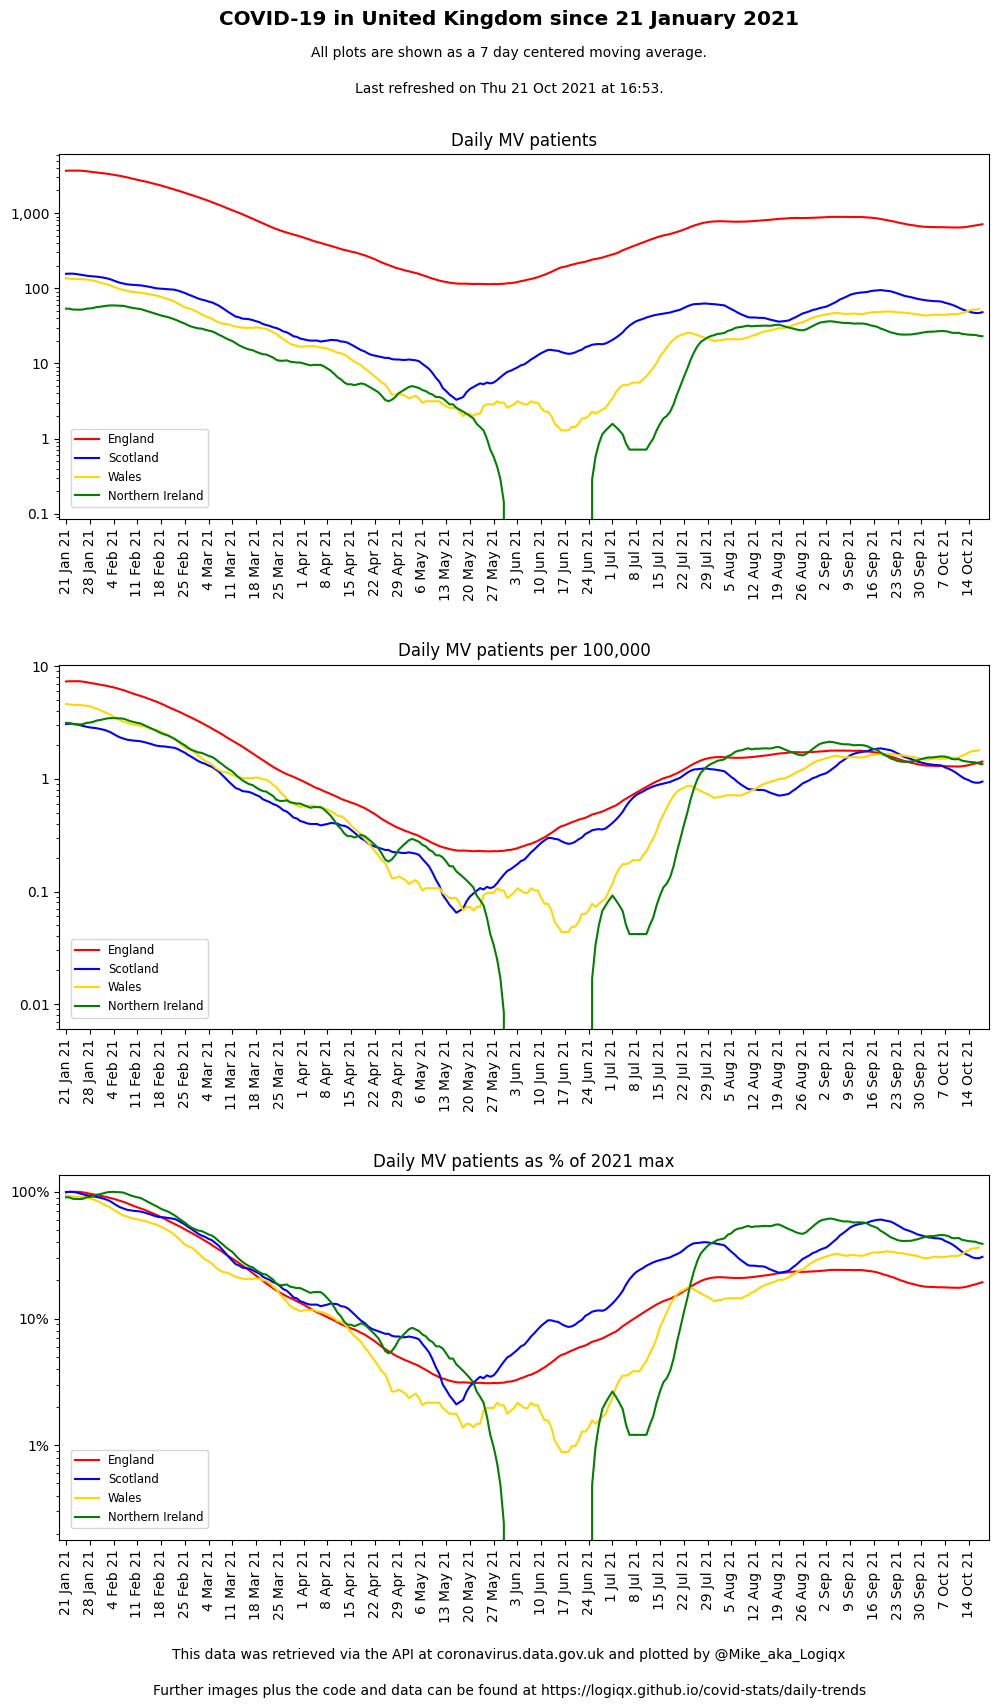 COVID-19 in United Kingdom since 21 January 2021
All plots are shown as a 7 day centered moving average.
Last refreshed on Thu 21 Oct 2021 at 16:53.
Daily MV patients
1,000
100
10
1
0.1
England
Scotland
Wales
Northern Ireland
21 Jan 21
28 Jan 21
4 Feb 21
11 Feb 21
18 Feb 21
25 Feb 21
4 Mar 21
11 Mar 21
18 Mar 21
25 Mar 21
1 Apr 21
8 Apr 21
15 Apr 21
22 Apr 21
29 Apr 21
6 May 21
13 May 21
20 May 21
27 May 21
3 Jun 21
10 Jun 21
17 Jun 21
24 Jun 21
1 Jul 21
8 Jul 21
15 Jul 21
22 Jul 21
29 Jul 21
5 Aug 21
12 Aug 21
19 Aug 21
26 Aug 21
2 Sep 21
9 Sep 21
16 Sep 21
23 Sep 21
30 Sep 21
7 Oct 21
14 Oct 21
Daily MV patients per 100,000
10
1
0.1
0.01
England
Scotland
Wales
Northern Ireland
21 Jan 21
28 Jan 21
4 Feb 21
11 Feb 21
18 Feb 21
25 Feb 21
4 Mar 21
11 Mar 21
18 Mar 21
25 Mar 21
1 Apr 21
8 Apr 21
15 Apr 21
22 Apr 21
29 Apr 21
6 May 21
13 May 21
20 May 21
27 May 21
3 Jun 21
10 Jun 21
17 Jun 21
24 Jun 21
1 Jul 21
8 Jul 21
15 Jul 21
22 Jul 21
29 Jul 21
5 Aug 21
12 Aug 21
19 Aug 21
26 Aug 21
2 Sep 21
9 Sep 21
16 Sep 21
23 Sep 21
30 Sep 21
7 Oct 21
14 Oct 21
Daily MV patients as % of 2021 max
100%
10%
1%
England
Scotland
Wales
Northern Ireland
21 Jan 21
28 Jan 21
4 Feb 21
11 Feb 21
18 Feb 21
25 Feb 21
4 Mar 21
11 Mar 21
18 Mar 21
25 Mar 21
1 Apr 21
8 Apr 21
15 Apr 21
22 Apr 21
29 Apr 21
6 May 21
13 May 21
20 May 21
27 May 21
3 Jun 21
10 Jun 21
17 Jun 21
24 Jun 21
1 Jul 21
8 Jul 21
15 Jul 21
22 Jul 21
29 Jul 21
5 Aug 21
12 Aug 21
19 Aug 21
26 Aug 21
2 Sep 21
9 Sep 21
16 Sep 21
23 Sep 21
30 Sep 21
7 Oct 21
14 Oct 21
This data was retrieved via the API at coronavirus.data.gov.uk and plotted by @Mike_aka_Logiqx
Further images plus the code and data can be found at https://logiqx.github.io/covid-stats/daily-trends